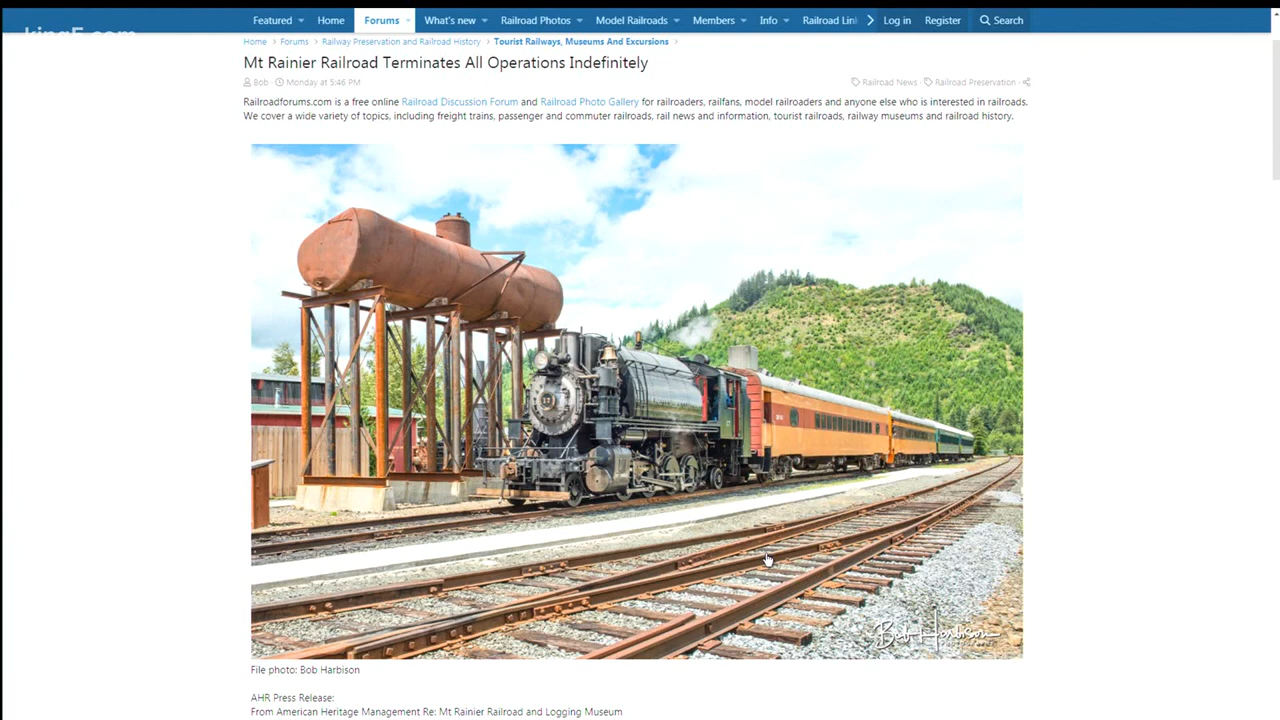 Featured Home Forums What's new Railroad Photos Model Railroads Members Info Railroad Lin Log in Register Search
king5.com
Home Forums Railway Preservation and Railroad History Tourist Railways, Museums And Excursions
Mt Rainier Railroad Terminates All Operations Indefinitely
Bob Monday at 5:46 PM Railroad News Railroad Preservation
Railroadforums.com is a free online Railroad Discussion Forum and Railroad Photo Gallery for railroaders, railfans, model railroaders and anyone else who is interested in railroads.
We cover a wide variety of topics, including freight trains, passenger and commuter railroads, rail news and information, tourist railroads, railway museums and railroad history.
17
Bob Harbison
File photo: Bob Harbison
AHR Press Release:
From American Heritage Management Re: Mt Rainier Railroad and Logging Museum